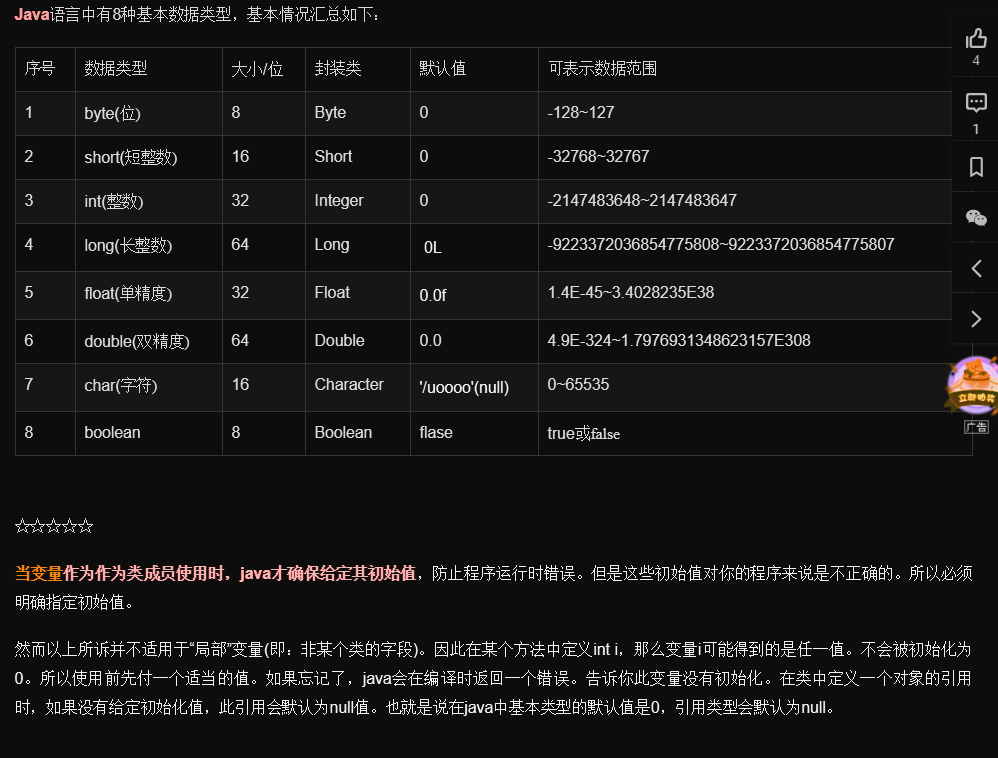 Java语言中有8种基本数据类型，基本情况汇总如下：
序号 数据类型 大小/位 封装类 默认值 可表示数据范围
1 byte(位) 8 Byte 0 -128~127
2 short(短整数) 16 Short 0 -32768~32767
3 int(整数) 32 Integer 0 -2147483648~2147483647
4 long(长整数) 64 Long 0L -9223372036854775808~9223372036854775807
5 float(单精度) 32 Float 0.0f 1.4E-45~3.4028235E38
6 double(双精度) 64 Double 0.0 4.9E-324~1.7976931348623157E308
7 char(字符) 16 Character '/uoooo'(null) 0~65535
8 boolean 8 Boolean flase true或false
☆☆☆☆☆
当变量作为作为类成员使用时，java才确保给定其初始值，防止程序运行时错误。但是这些初始值对你的程序来说是不正确的。所以必须
明确指定初始值。
然而以上所诉并不适用于“局部”变量(即：非某个类的字段)。因此在某个方法中定义int i，那么变量i可能得到的是任一值。不会被初始化为
0。所以使用前先付一个适当的值。如果忘记了，java会在编译时返回一个错误。告诉你此变量没有初始化。在类中定义一个对象的引用
时，如果没有给定初始化值，此引用会默认为null值。也就是说在java中基本类型的默认值是0，引用类型会默认为null。
4
1
立即抽奖
广告